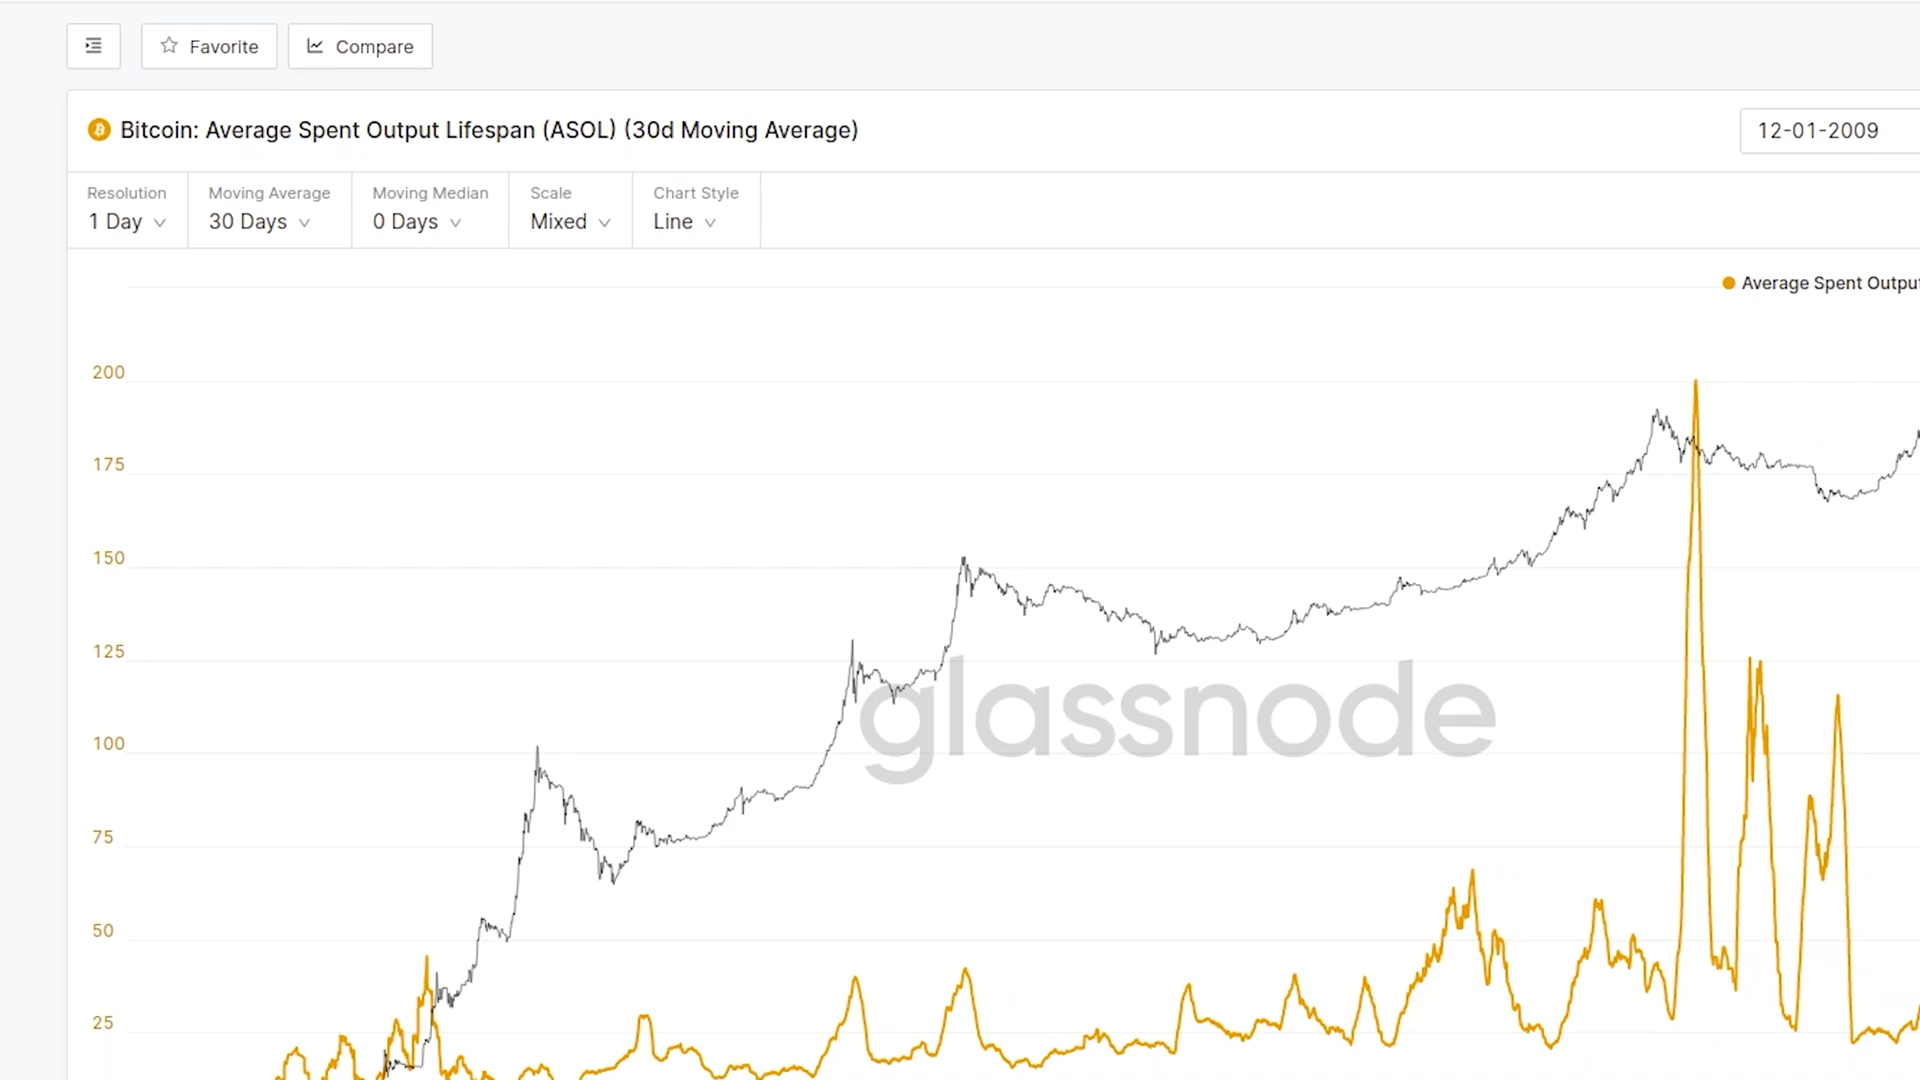 Favorite
Compare
Bitcoin: Average Spent Output Lifespan (ASOL) (30d Moving Average)
12-01-2009
Resolution
1 Day
Moving Average
30 Days
Moving Median
0 Days
Scale
Mixed
Chart Style
Line
Average Spent Output
200
175
150
125
100
75
50
25
glassnode